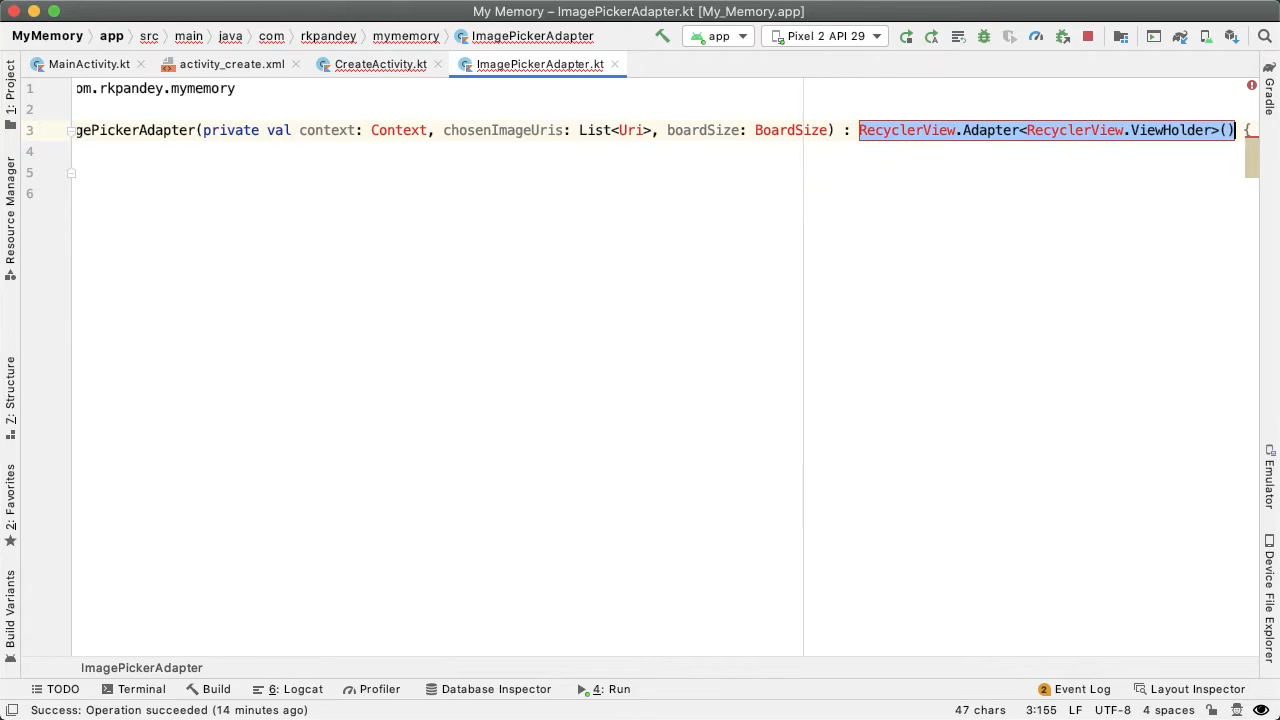 My Memory – ImagePickerAdapter.kt [My_Memory.app]
MyMemory app src main java com rkpandey mymemory ImagePickerAdapter app Pixel 2 API 29
MainActivity.kt activity_create.xml CreateActivity.kt ImagePickerAdapter.kt
1 om.rkpandey.mymemory
2
3 gePickerAdapter(private val context: Context, chosenImageUris: List<Uri>, boardSize: BoardSize) : RecyclerView.Adapter<RecyclerView.ViewHolder>() {
4
5
6
1: Project
Resource Manager
Z: Structure
2: Favorites
Build Variants
Gradle
Emulator
Device File Explorer
ImagePickerAdapter
TODO Terminal Build 6: Logcat Profiler Database Inspector 4: Run 2 Event Log Layout Inspector
Success: Operation succeeded (14 minutes ago) 47 chars 3:155 LF UTF-8 4 spaces